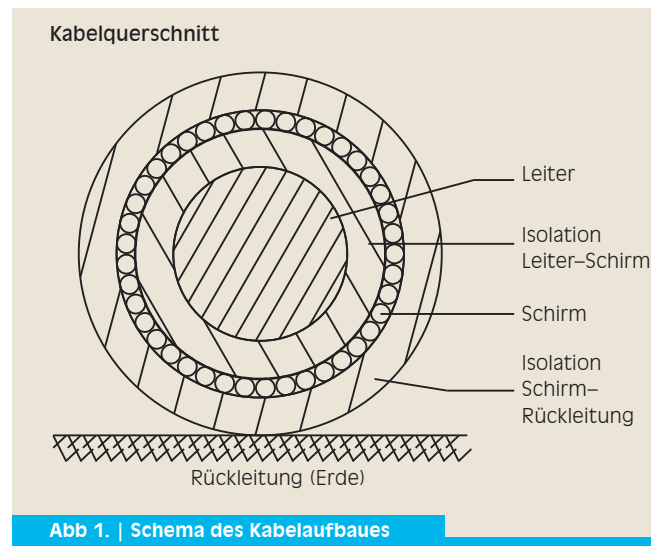 Kabelquerschnitt
Leiter
Isolation
Leiter–Schirm
Schirm
Isolation
Schirm–
Rückleitung
Rückleitung (Erde)
Abb 1. | Schema des Kabelaufbaues